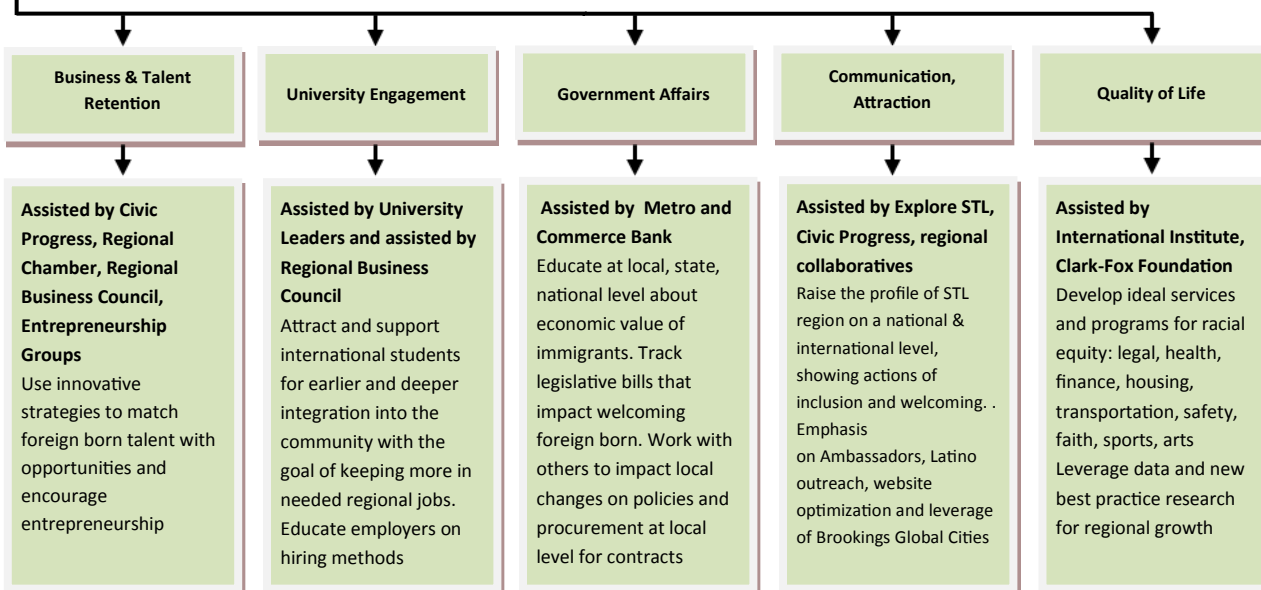 Business & Talent
Retention
University Engagement
Government Affairs
Communication,
Attraction
Quality of Life
Assisted by Civic
Progress, Regional
Chamber, Regional
Business Council,
Entrepreneurship
Groups
Use innovative
strategies to match
foreign born talent with
opportunities and
encourage
entrepreneurship
Assisted by University
Leaders and assisted by
Regional Business
Council
Attract and support
international students
for earlier and deeper
integration into the
community with the
goal of keeping more in
needed regional jobs.
Educate employers on
hiring methods
Assisted by Metro and
Commerce Bank
Educate at local, state,
national level about
economic value of
immigrants. Track
legislative bills that
impact welcoming
foreign born. Work with
others to impact local
changes on policies and
procurement at local
level for contracts
Assisted by Explore STL,
Civic Progress, regional
collaboratives
Raise the profile of STL
region on a national &
international level,
showing actions of
inclusion and welcoming. .
Emphasis
on Ambassadors, Latino
outreach, website
optimization and leverage
of Brookings Global Cities
Assisted by
International Institute,
Clark-Fox Foundation
Develop ideal services
and programs for racial
equity: legal, health,
finance, housing,
transportation, safety,
faith, sports, arts
Leverage data and new
best practice research
for regional growth